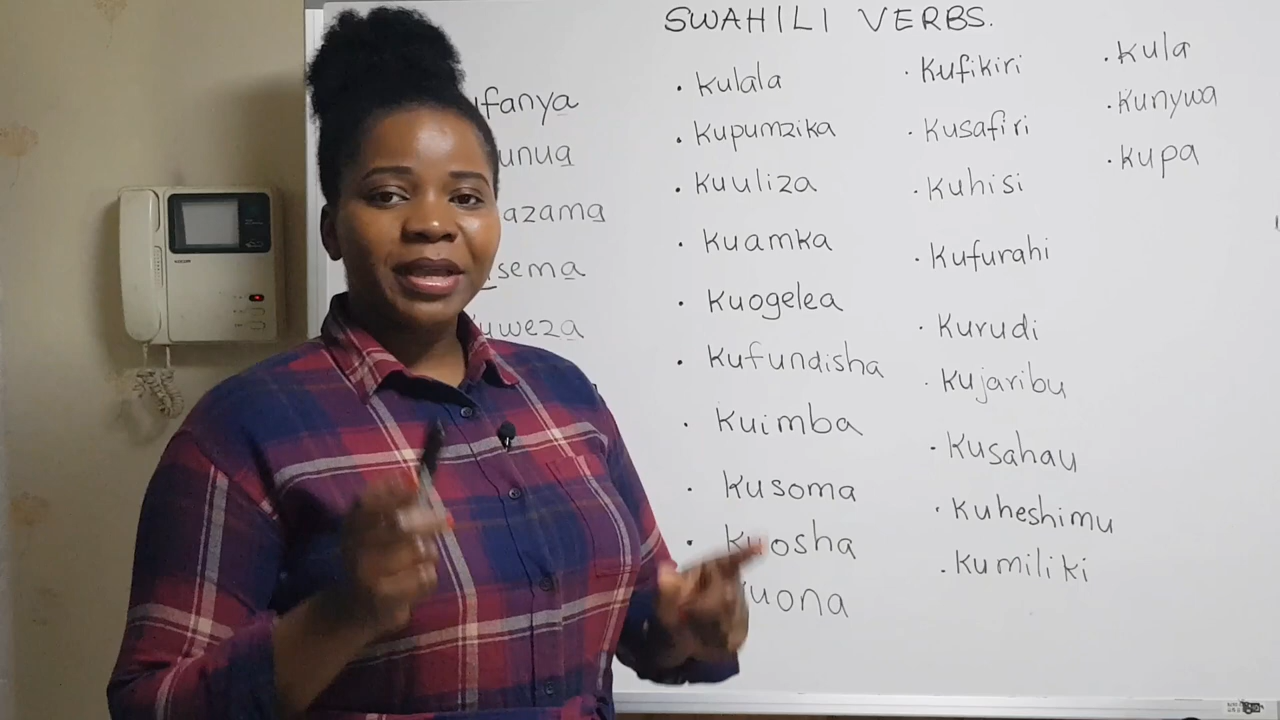 SWAHILI VERBS.
fanya
unua
azama
sema
uweza
• Kulala
• Kupumzika
• Kuuliza
• Kuamka
• Kuogelea
• Kufundisha
• Kuimba
• Kusoma
• Kuosha
uona
• Kufikiri
• Kusafiri
• Kuhisi
• Kufurahi
• Kurudi
• Kujaribu
• Kusahau
• Kuheshimu
• Kumiliki
• Kula
• Kunywa
• Kupa